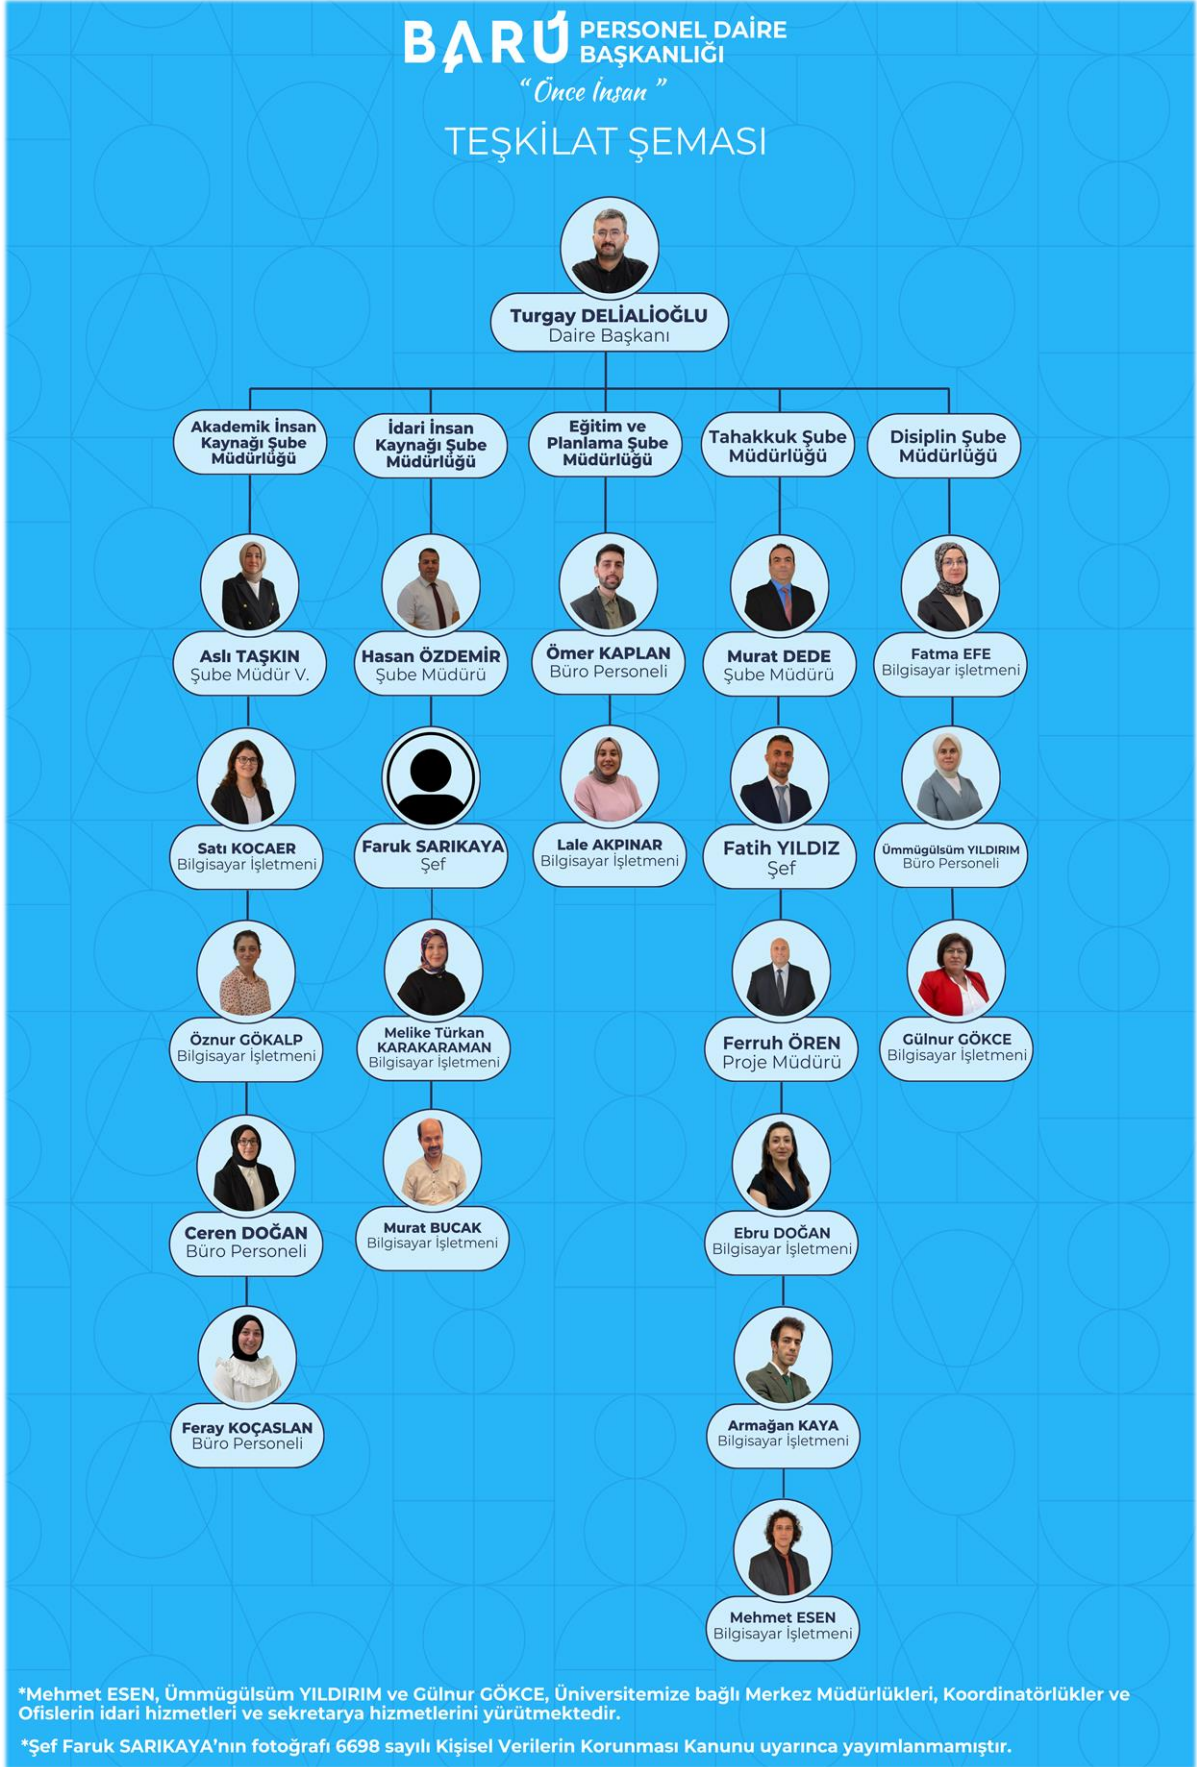 BARÜ PERSONEL DAİRE
BAŞKANLIĞI
“Önce İnsan”
TEŞKİLAT ŞEMASI
Turgay DELİALİOĞLU
Daire Başkanı
Akademik İnsan
Kaynağı Şube
Müdürlüğü
Aslı TAŞKIN
Şube Müdür V.
Satı KOCAER
Bilgisayar İşletmeni
Öznur GÖKALP
Bilgisayar İşletmeni
Ceren DOĞAN
Büro Personeli
Feray KOÇASLAN
Büro Personeli
İdari İnsan
Kaynağı Şube
Müdürlüğü
Hasan ÖZDEMİR
Şube Müdürü
Faruk SARIKAYA
Şef
Melike Türkan
KARAKARAMAN
Bilgisayar İşletmeni
Murat BUCAK
Bilgisayar İşletmeni
Eğitim ve
Planlama Şube
Müdürlüğü
Ömer KAPLAN
Büro Personeli
Lale AKPINAR
Bilgisayar İşletmeni
Tahakkuk Şube
Müdürlüğü
Murat DEDE
Şube Müdürü
Fatih YILDIZ
Şef
Ferruh ÖREN
Proje Müdürü
Ebru DOĞAN
Bilgisayar İşletmeni
Armağan KAYA
Bilgisayar İşletmeni
Mehmet ESEN
Bilgisayar İşletmeni
Disiplin Şube
Müdürlüğü
Fatma EFE
Bilgisayar işletmeni
Ümmügülsüm YILDIRIM
Büro Personeli
Gülnur GÖKCE
Bilgisayar İşletmeni
*Mehmet ESEN, Ümmügülsüm YILDIRIM ve Gülnur GÖKCE, Üniversitemize bağlı Merkez Müdürlükleri, Koordinatörlükler ve
Ofislerin idari hizmetleri ve sekretarya hizmetlerini yürütmektedir.
*Şef Faruk SARIKAYA’nın fotoğrafı 6698 sayılı Kişisel Verilerin Korunması Kanunu uyarınca yayımlanmamıştır.